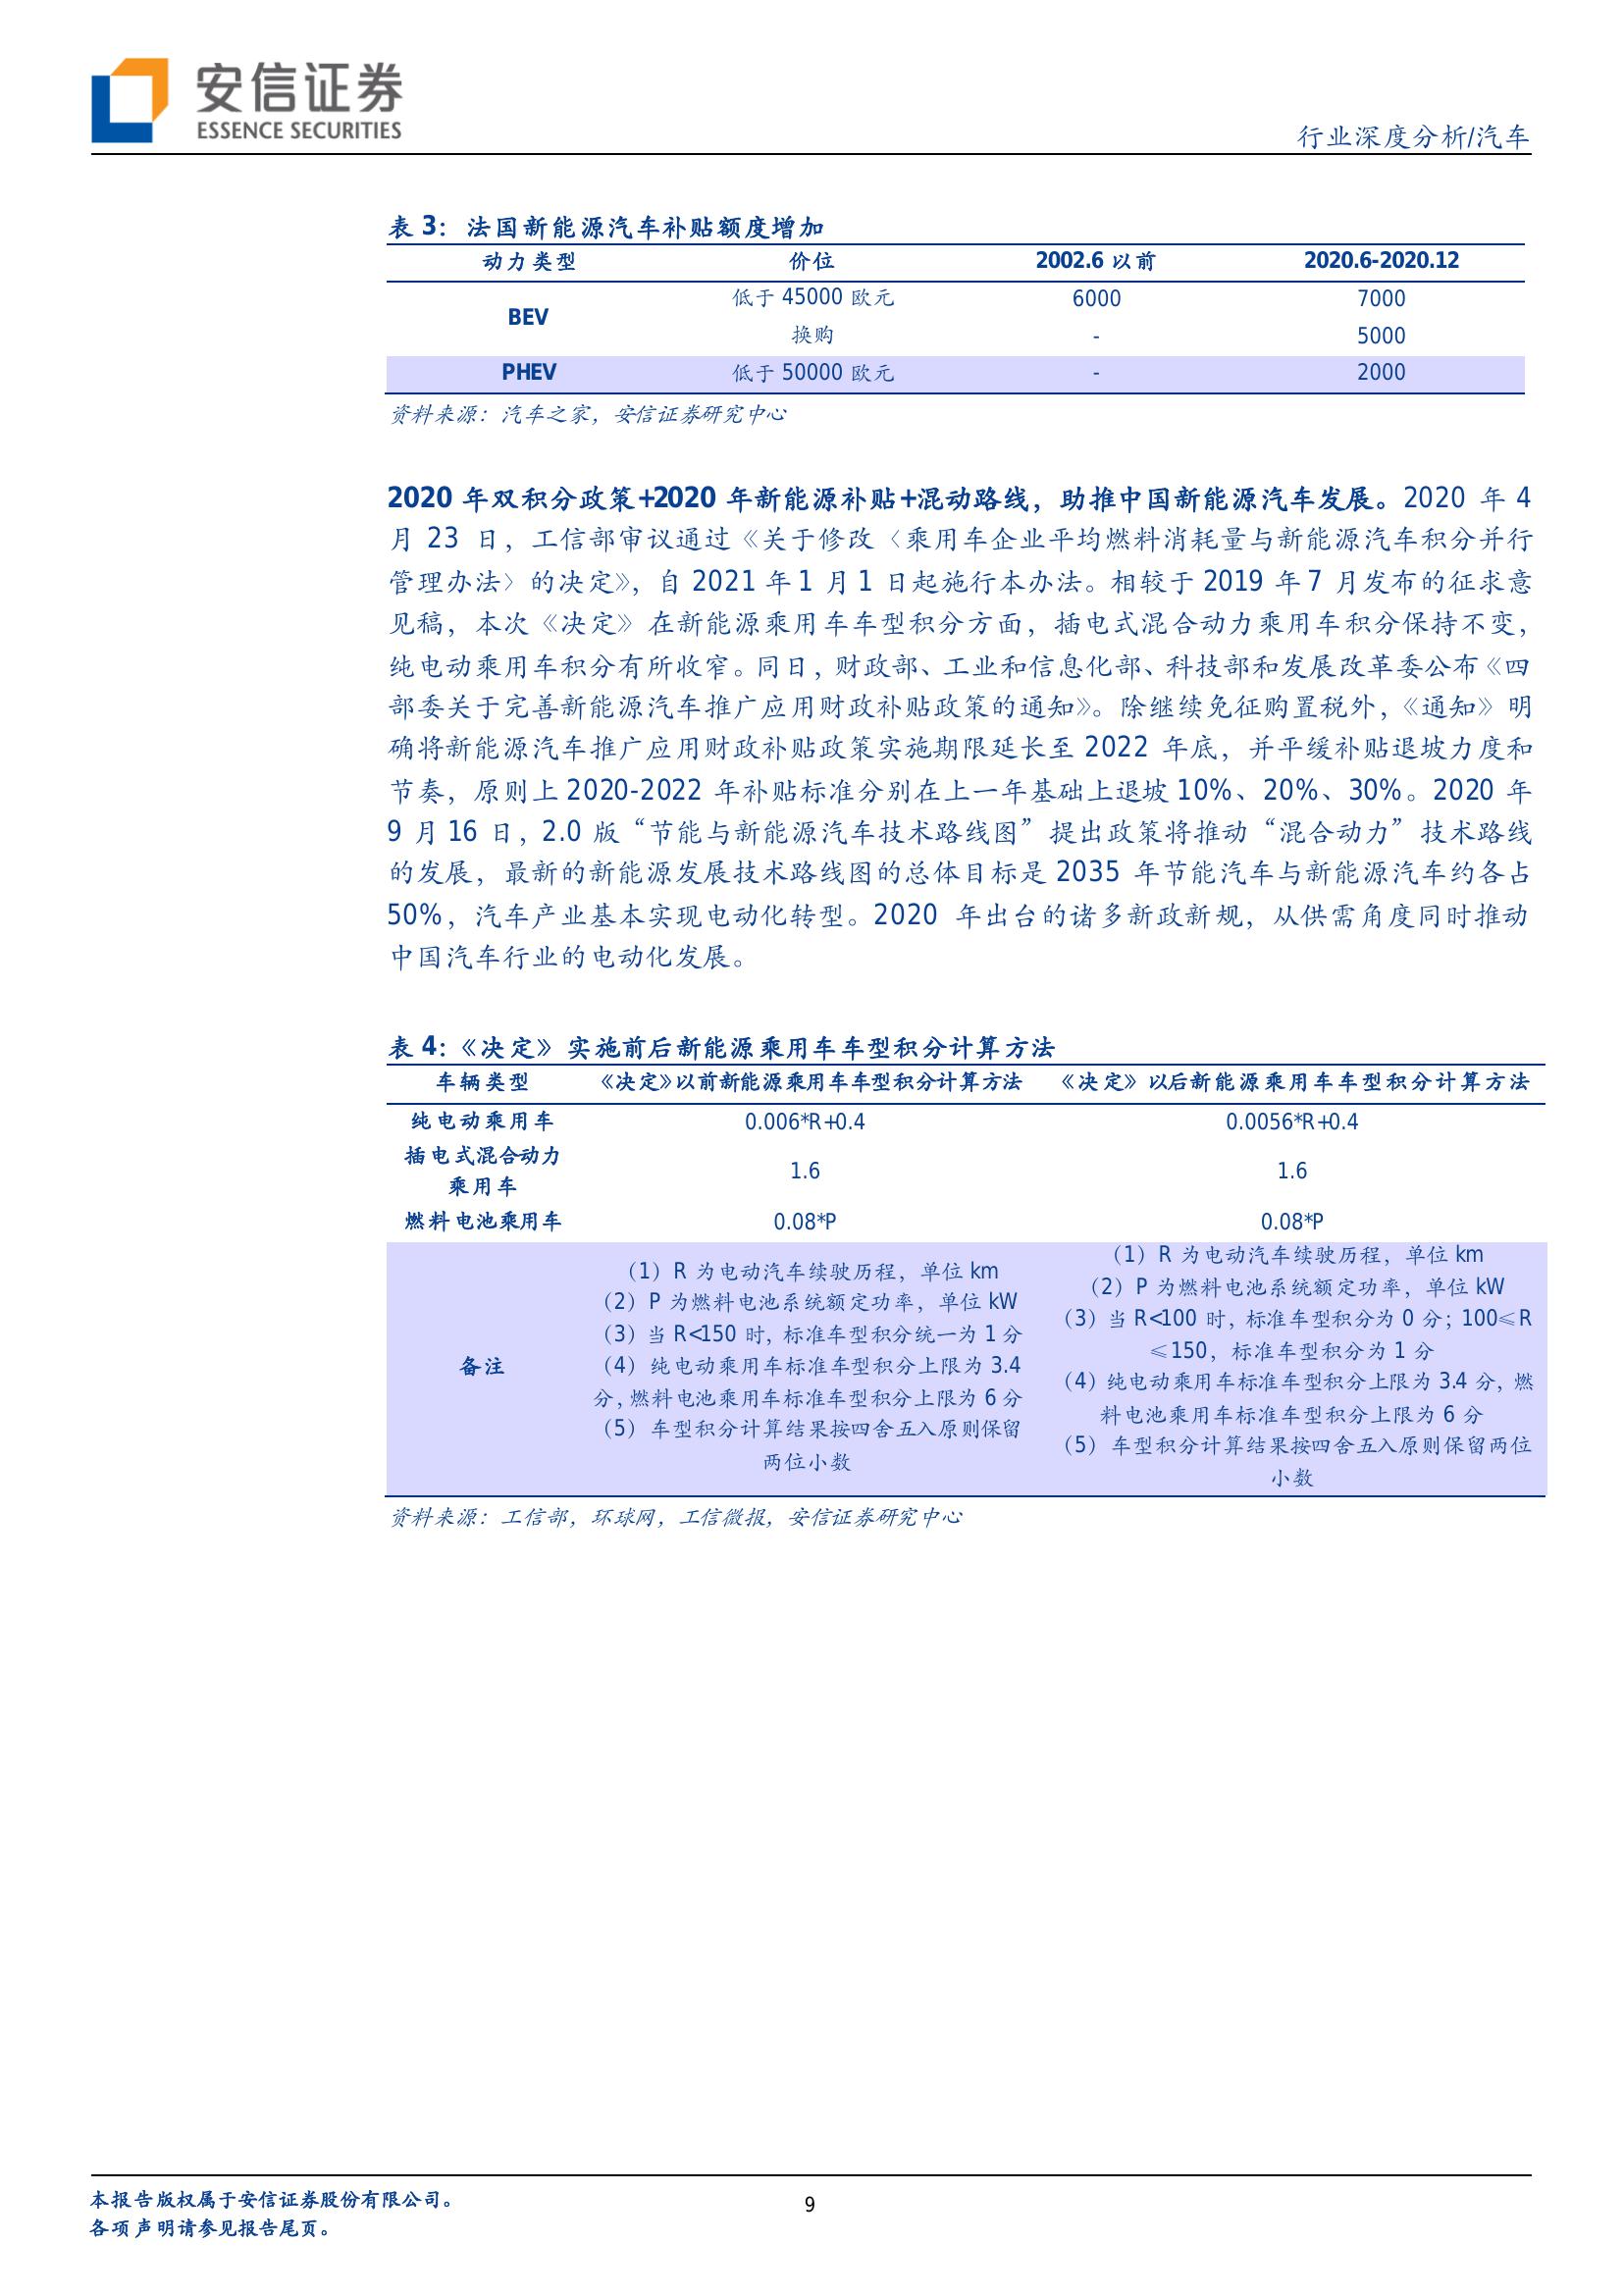 安信证券
ESSENCE SECURITIES
行业深度分析/汽车
表 3：法国新能源汽车补贴额度增加
动力类型 价位 2002.6 以前 2020.6-2020.12
BEV 低于 45000 欧元 6000 7000
换购 - 5000
PHEV 低于 50000 欧元 - 2000
资料来源：汽车之家，安信证券研究中心
2020 年双积分政策+2020 年新能源补贴+混动路线，助推中国新能源汽车发展。2020 年 4
月 23 日，工信部审议通过《关于修改〈乘用车企业平均燃料消耗量与新能源汽车积分并行
管理办法〉的决定》，自 2021 年 1 月 1 日起施行本办法。相较于 2019 年 7 月发布的征求意
见稿，本次《决定》在新能源乘用车车型积分方面，插电式混合动力乘用车积分保持不变，
纯电动乘用车积分有所收窄。同日，财政部、工业和信息化部、科技部和发展改革委公布《四
部委关于完善新能源汽车推广应用财政补贴政策的通知》。除继续免征购置税外，《通知》明
确将新能源汽车推广应用财政补贴政策实施期限延长至 2022 年底，并平缓补贴退坡力度和
节奏，原则上 2020-2022 年补贴标准分别在上一年基础上退坡 10%、20%、30%。2020 年
9 月 16 日，2.0 版“节能与新能源汽车技术路线图”提出政策将推动“混合动力”技术路线
的发展，最新的新能源发展技术路线图的总体目标是 2035 年节能汽车与新能源汽车约各占
50%，汽车产业基本实现电动化转型。2020 年出台的诸多新政新规，从供需角度同时推动
中国汽车行业的电动化发展。
表 4：《决定》实施前后新能源乘用车车型积分计算方法
车辆类型 《决定》以前新能源乘用车车型积分计算方法 《决定》以后新能源乘用车车型积分计算方法
纯电动乘用车 0.006*R+0.4 0.0056*R+0.4
插电式混合动力
乘用车 1.6 1.6
燃料电池乘用车 0.08*P 0.08*P
备注
（1）R 为电动汽车续驶历程，单位 km
（2）P 为燃料电池系统额定功率，单位 kW
（3）当 R<150 时，标准车型积分统一为 1 分
（4）纯电动乘用车标准车型积分上限为 3.4
分，燃料电池乘用车标准车型积分上限为 6 分
（5）车型积分计算结果按四舍五入原则保留
两位小数
（1）R 为电动汽车续驶历程，单位 km
（2）P 为燃料电池系统额定功率，单位 kW
（3）当 R<100 时，标准车型积分为 0 分；100≤R
≤150，标准车型积分为 1 分
（4）纯电动乘用车标准车型积分上限为 3.4 分，燃
料电池乘用车标准车型积分上限为 6 分
（5）车型积分计算结果按四舍五入原则保留两位
小数
资料来源：工信部，环球网，工信微报，安信证券研究中心
本报告版权属于安信证券股份有限公司。
各项声明请参见报告尾页。
9